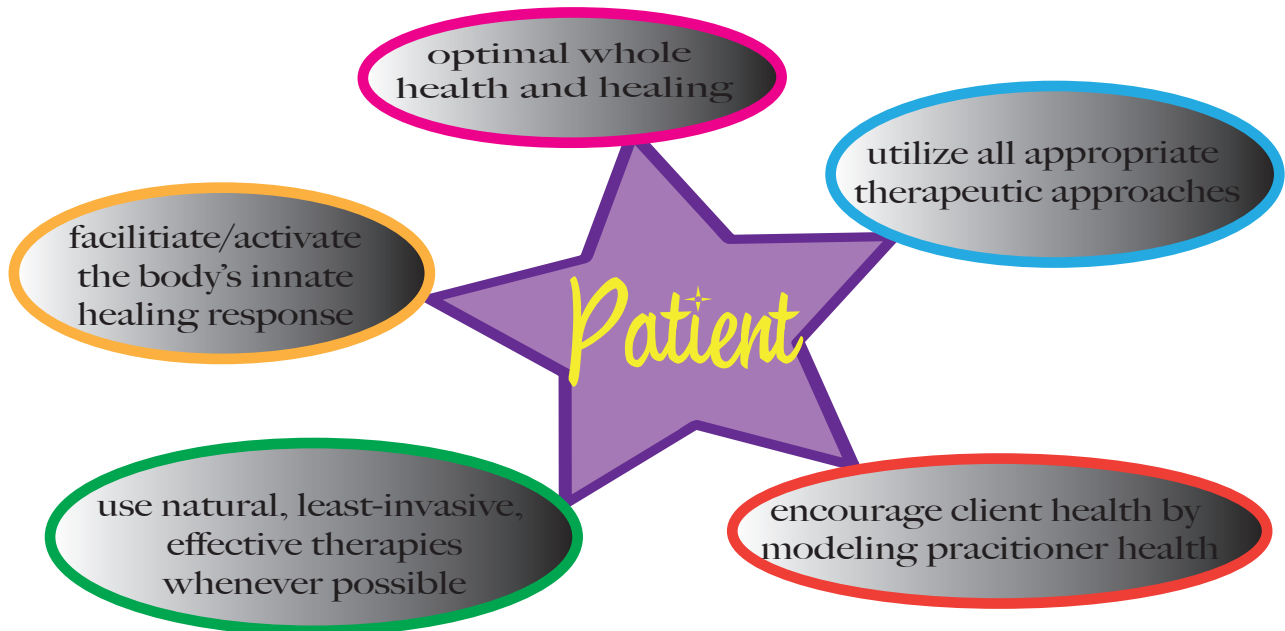 optimal whole
health and healing
utilize all appropriate
therapeutic approaches
facilitiate/activate
the body's innate
healing response
Patient
use natural, least-invasive,
effective therapies
whenever possible
encourage client health by
modeling pracitioner health